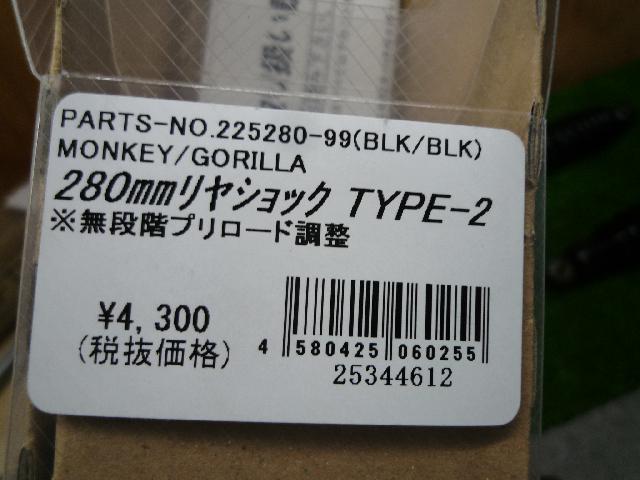 PARTS-NO.225280-99(BLK/BLK)
MONKEY/GORILLA
280mmリヤショック TYPE-2
※無段階プリロード調整
¥4,300
(税抜価格)
4 580425 060255
25344612